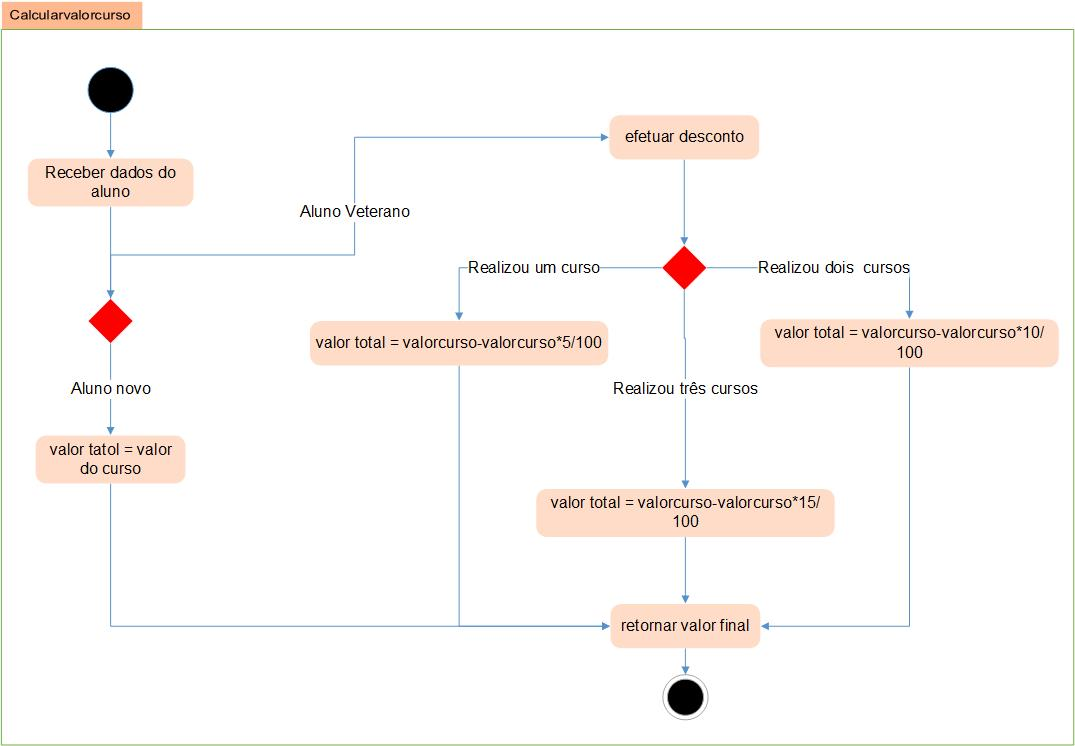 Calcularvalorcurso
Receber dados do
aluno
efetuar desconto
Aluno Veterano
Realizou um curso
Realizou dois  cursos
valor total = valorcurso-valorcurso*5/100
valor total = valorcurso-valorcurso*10/
100
Aluno novo
Realizou três cursos
valor tatol = valor
do curso
valor total = valorcurso-valorcurso*15/
100
retornar valor final